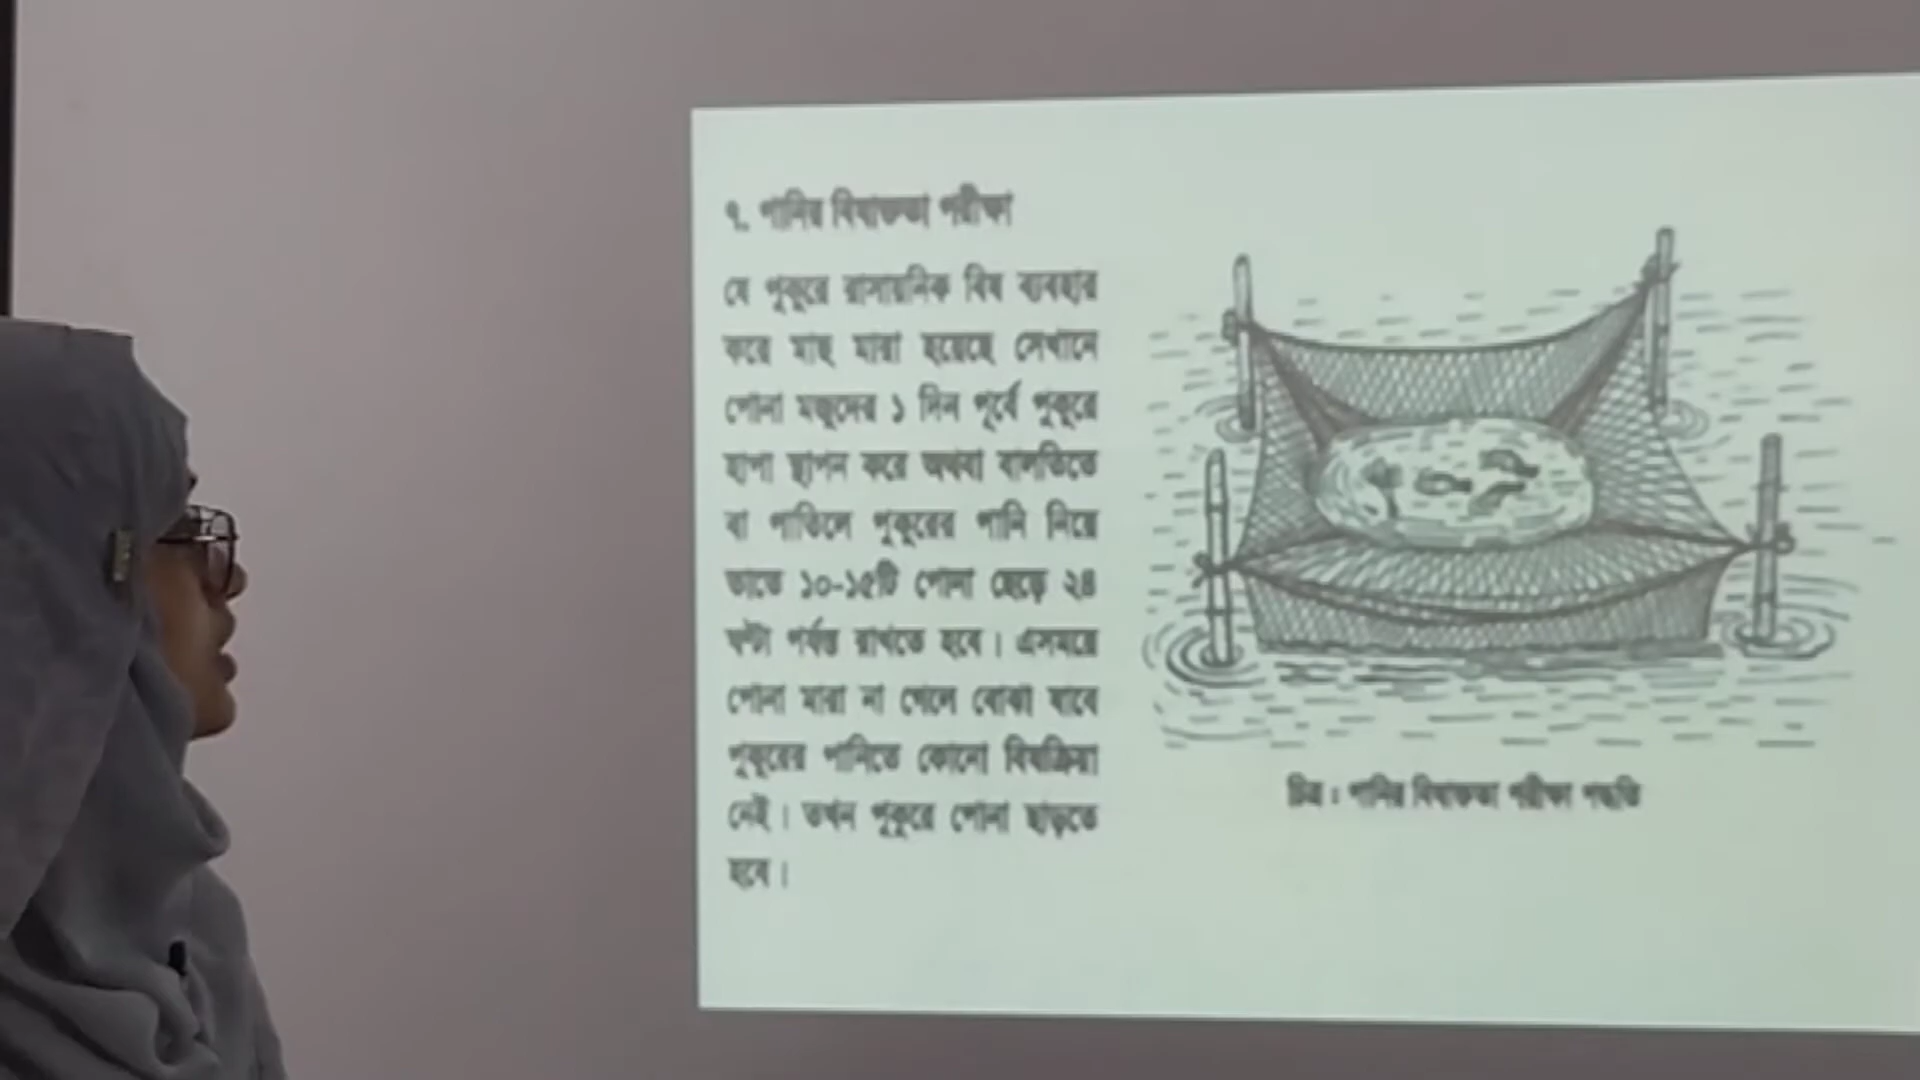 ৭. পানির বিষাক্ততা পরীক্ষা
যে পুকুরে রাসায়নিক বিষ ব্যবহার
করে মাছ মারা হয়েছে সেখানে
পোনা মজুদের ১ দিন পূর্বে পুকুরে
হাপা স্থাপন করে অথবা বালতিতে
বা পাতিলে পুকুরের পানি নিয়ে
তাতে ১০-১৫টি পোনা ছেড়ে ২৪
ঘণ্টা পর্যন্ত রাখতে হবে। এসময়ে
পোনা মারা না গেলে বোঝা যাবে
পুকুরের পানিতে কোনো বিষক্রিয়া
নেই। তখন পুকুরে পোনা ছাড়তে
হবে।
চিত্র : পানির বিষাক্ততা পরীক্ষা পদ্ধতি